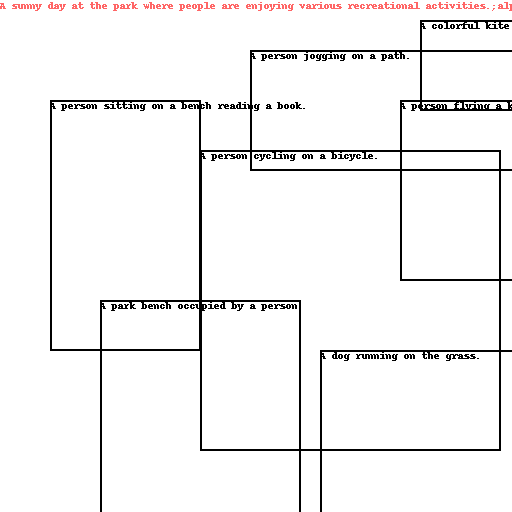 A sunny day at the park where people are enjoying various recreational activities.;alp
A colorful kite
A person jogging on a path.
A person sitting on a bench reading a book.
A person flying a k
A person cycling on a bicycle.
A park bench occupied by a person
A dog running on the grass.